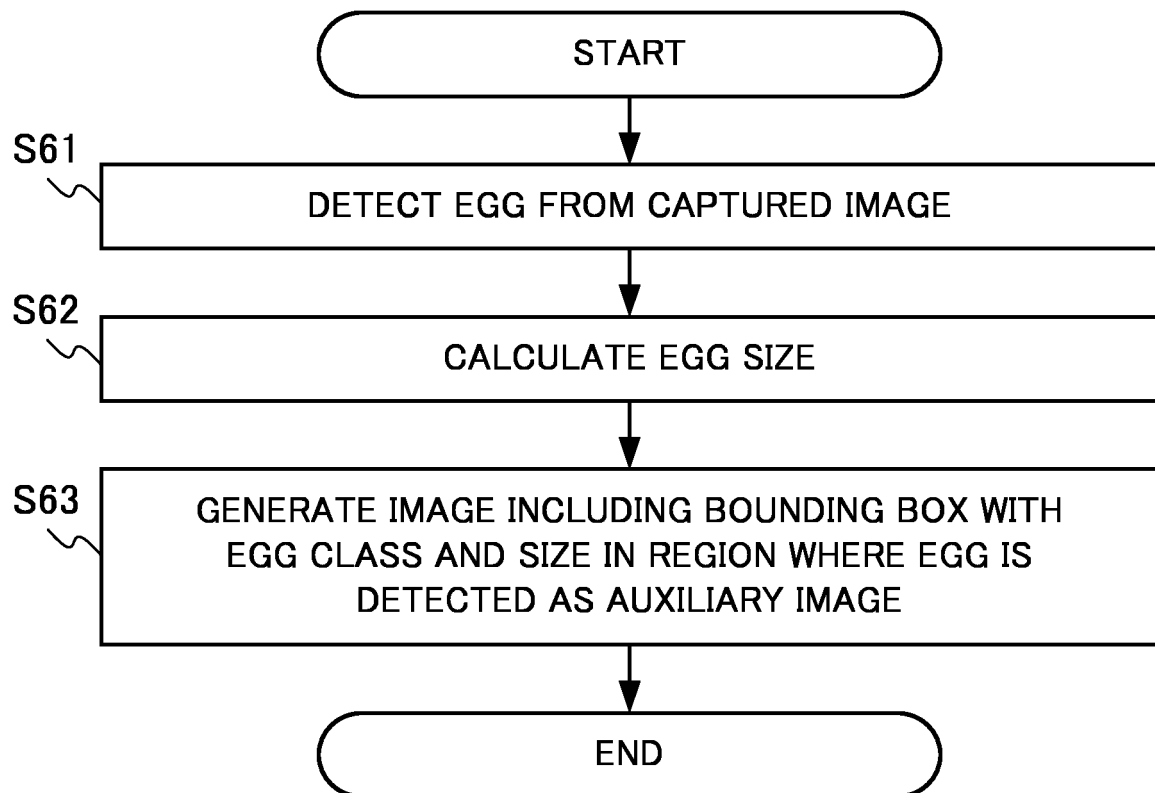 START
S61
DETECT EGG FROM CAPTURED IMAGE
S62
CALCULATE EGG SIZE
S63
GENERATE IMAGE INCLUDING BOUNDING BOX WITH
EGG CLASS AND SIZE IN REGION WHERE EGG IS
DETECTED AS AUXILIARY IMAGE
END